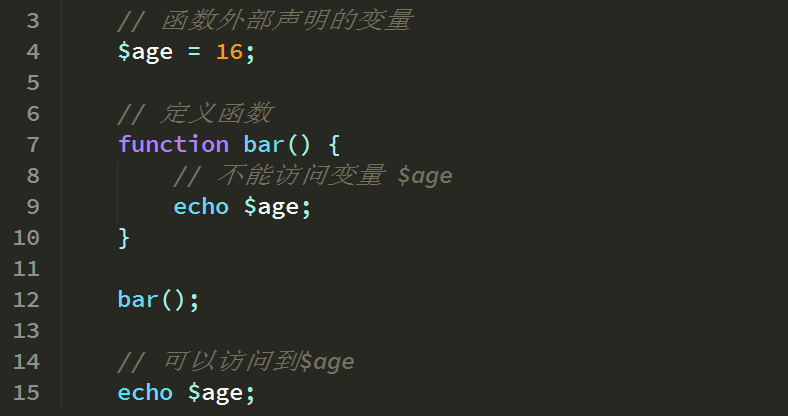 3 // 函数外部声明的变量
4 $age = 16;
5
6 // 定义函数
7 function bar() {
8 // 不能访问变量 $age
9 echo $age;
10 }
11
12 bar();
13
14 // 可以访问到$age
15 echo $age;